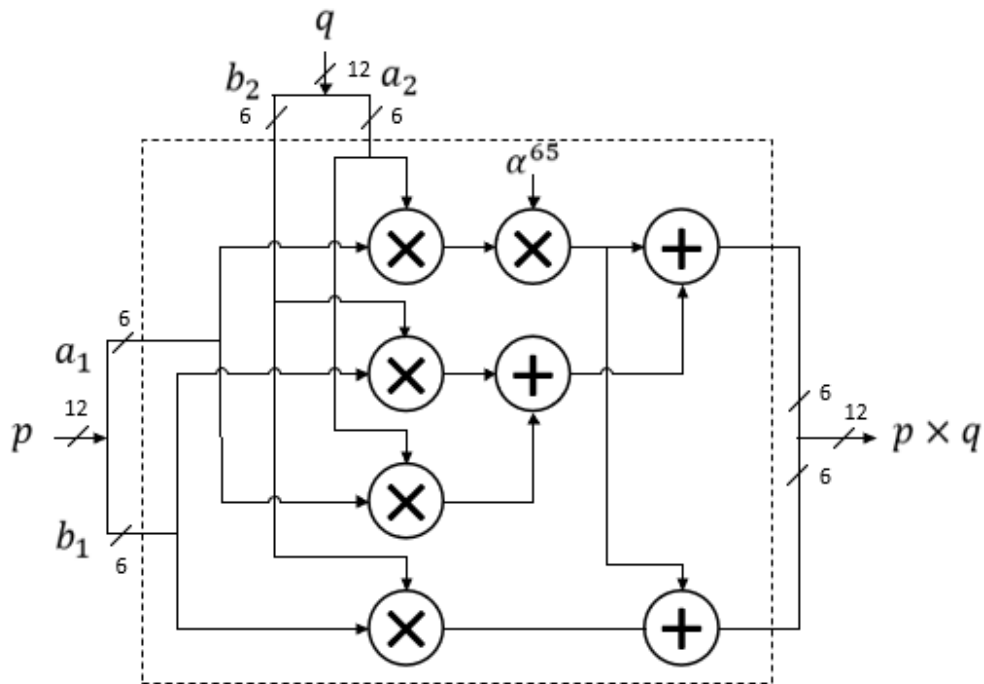 q
12
b₂
a₂
6
6
α⁶⁵
×
×
+
6
a₁
×
+
6
12
12
p
p × q
×
6
b₁
6
×
+